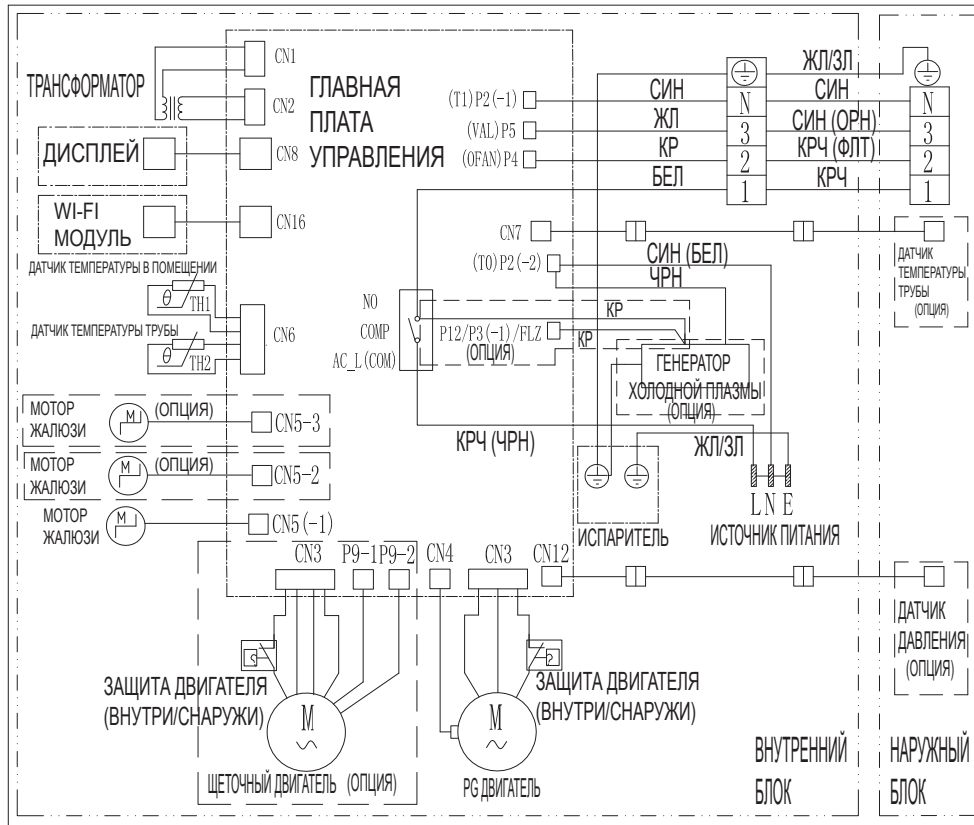 ТРАНСФОРМАТОР
CN1
CN2
ГЛАВНАЯ
ПЛАТА
УПРАВЛЕНИЯ
ДИСПЛЕЙ
CN8
WI-FI
МОДУЛЬ
CN16
ДАТЧИК ТЕМПЕРАТУРЫ В ПОМЕЩЕНИИ
θ
TH1
ДАТЧИК ТЕМПЕРАТУРЫ ТРУБЫ
θ
TH2
CN6
МОТОР
ЖАЛЮЗИ
M
(ОПЦИЯ)
CN5-3
МОТОР
ЖАЛЮЗИ
M
(ОПЦИЯ)
CN5-2
МОТОР
ЖАЛЮЗИ
M
CN5(-1)
(T1)P2(-1)
(VAL)P5
(OFAN)P4
СИН
ЖЛ
КР
БЕЛ
N
3
2
1
ЖЛ/ЗЛ
СИН
СИН (ОРН)
КРЧ (ФЛТ)
КРЧ
N
3
2
1
CN7
(T0)P2(-2)
СИН (БЕЛ)
ЧРН
ДАТЧИК
ТЕМПЕРАТУРЫ
ТРУБЫ
(ОПЦИЯ)
NO
COMP
AC_L(COM)
КР
P12/P3(-1)/FLZ
(ОПЦИЯ)
КР
ГЕНЕРАТОР
ХОЛОДНОЙ ПЛАЗМЫ
(ОПЦИЯ)
КРЧ (ЧРН)
ЖЛ/ЗЛ
ИСПАРИТЕЛЬ
L N E
ИСТОЧНИК ПИТАНИЯ
CN3
P9-1
P9-2
CN4
CN3
CN12
ЗАЩИТА ДВИГАТЕЛЯ
(ВНУТРИ/СНАРУЖИ)
M
ЩЕТОЧНЫЙ ДВИГАТЕЛЬ (ОПЦИЯ)
ЗАЩИТА ДВИГАТЕЛЯ
(ВНУТРИ/СНАРУЖИ)
M
PG ДВИГАТЕЛЬ
ДАТЧИК
ДАВЛЕНИЯ
(ОПЦИЯ)
ВНУТРЕННИЙ
БЛОК
НАРУЖНЫЙ
БЛОК